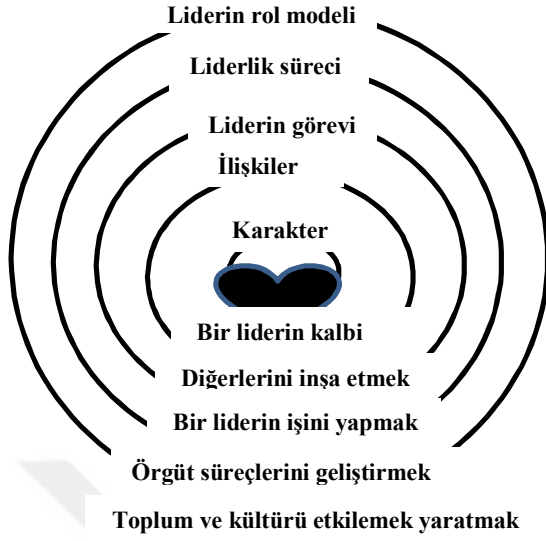 Liderin rol modeli
Liderlik süreci
Liderin görevi
İlişkiler
Karakter
Bir liderin kalbi
Diğerlerini inşa etmek
Bir liderin işini yapmak
Örgüt süreçlerini geliştirmek
Toplum ve kültürü etkilemek yaratmak